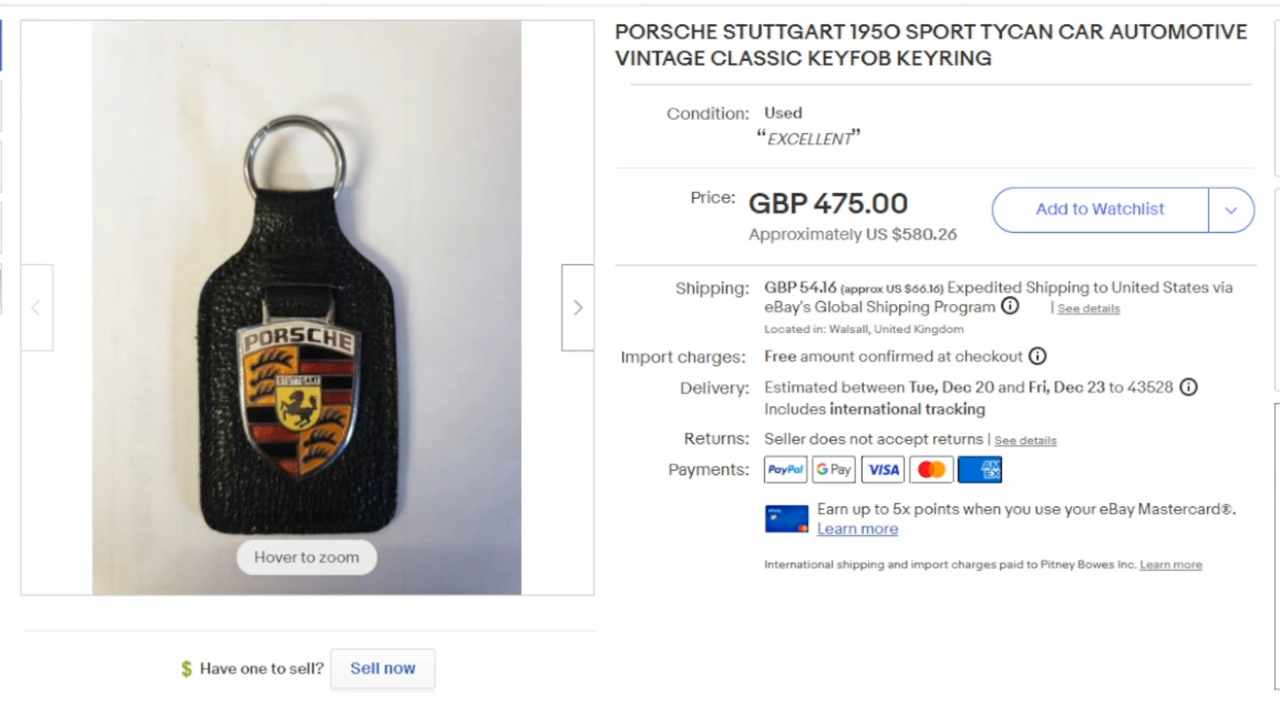 PORSCHE STUTTGART 1950 SPORT TYCAN CAR AUTOMOTIVE
VINTAGE CLASSIC KEYFOB KEYRING
Condition: Used
“EXCELLENT”
Price: GBP 475.00
Add to Watchlist
Approximately US $580.26
Shipping: GBP 54.16 (approx US $66.16) Expedited Shipping to United States via
eBay's Global Shipping Program | See details
Located in: Walsall, United Kingdom
Import charges: Free amount confirmed at checkout
Delivery: Estimated between Tue, Dec 20 and Fri, Dec 23 to 43528
Includes international tracking
Returns: Seller does not accept returns | See details
Payments: PayPal G Pay VISA AM EX
ebay
Earn up to 5x points when you use your eBay Mastercard®.
Learn more
International shipping and import charges paid to Pitney Bowes Inc. Learn more
PORSCHE
STUTTGART
Hover to zoom
$ Have one to sell? Sell now